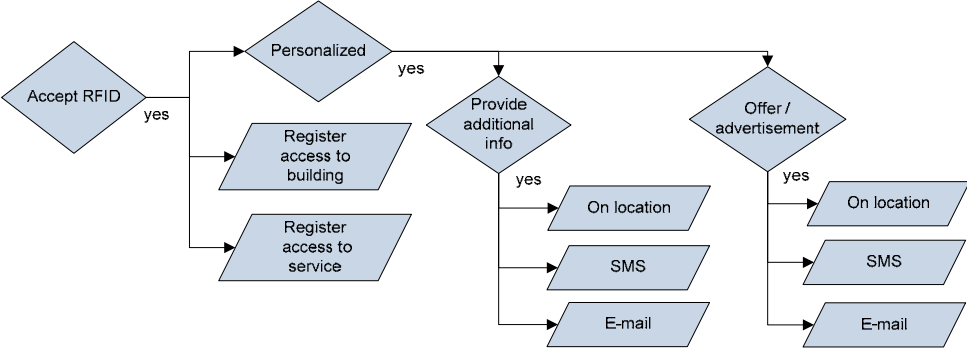 Accept RFID
yes
Personalized
yes
Register
access to
building
Register
access to
service
Provide
additional
info
yes
On location
SMS
E-mail
Offer /
advertisement
yes
On location
SMS
E-mail